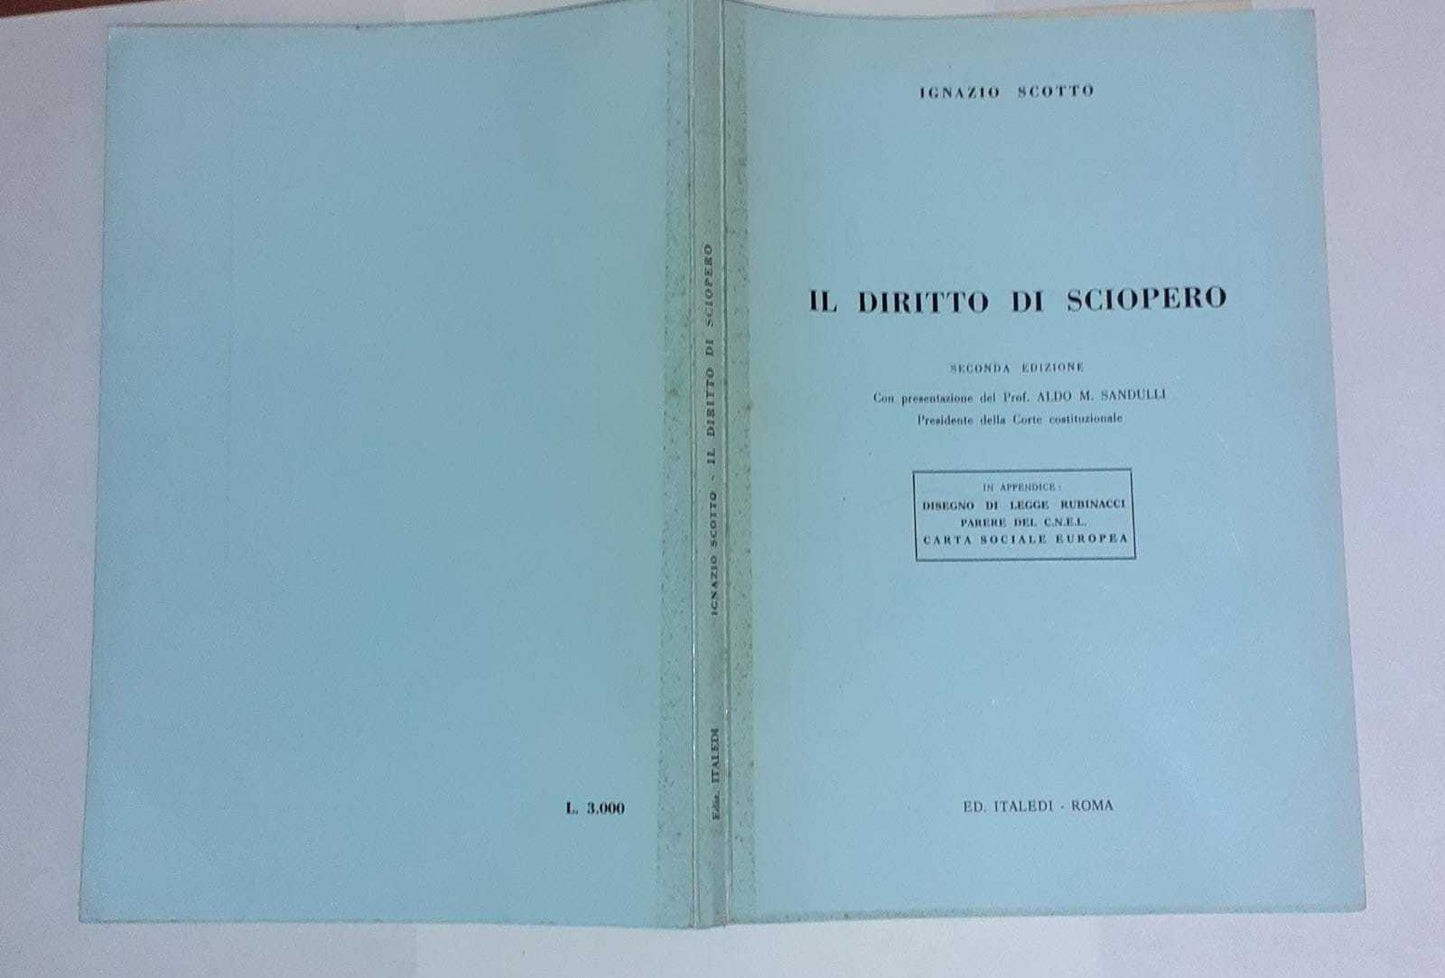 L. 3.000
Ediz. ITALEDI IGNAZIO SCOTTO - IL DIRITTO DI SCIOPERO
IGNAZIO SCOTTO
IL DIRITTO DI SCIOPERO
SECONDA EDIZIONE
Con presentazione del Prof. ALDO M. SANDULLI
Presidente della Corte costituzionale
IN APPENDICE:
DISEGNO DI LEGGE RUBINACCI
PARERE DEL C.N.E.L.
CARTA SOCIALE EUROPEA
ED. ITALEDI - ROMA